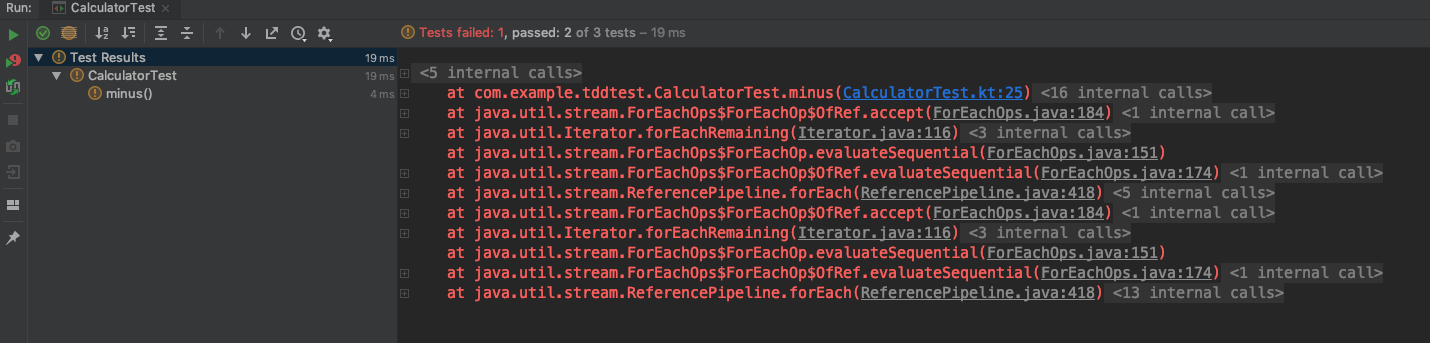 Run: CalculatorTest ×
Tests failed: 1, passed: 2 of 3 tests – 19 ms
Test Results 19 ms
CalculatorTest 19 ms
minus() 4 ms
<5 internal calls>
at com.example.tddtest.CalculatorTest.minus(CalculatorTest.kt:25) <16 internal calls>
at java.util.stream.ForEachOps$ForEachOp$OfRef.accept(ForEachOps.java:184) <1 internal call>
at java.util.Iterator.forEachRemaining(Iterator.java:116) <3 internal calls>
at java.util.stream.ForEachOps$ForEachOp.evaluateSequential(ForEachOps.java:151)
at java.util.stream.ForEachOps$ForEachOp$OfRef.evaluateSequential(ForEachOps.java:174) <1 internal call>
at java.util.stream.ReferencePipeline.forEach(ReferencePipeline.java:418) <5 internal calls>
at java.util.stream.ForEachOps$ForEachOp$OfRef.accept(ForEachOps.java:184) <1 internal call>
at java.util.Iterator.forEachRemaining(Iterator.java:116) <3 internal calls>
at java.util.stream.ForEachOps$ForEachOp.evaluateSequential(ForEachOps.java:151)
at java.util.stream.ForEachOps$ForEachOp$OfRef.evaluateSequential(ForEachOps.java:174) <1 internal call>
at java.util.stream.ReferencePipeline.forEach(ReferencePipeline.java:418) <13 internal calls>